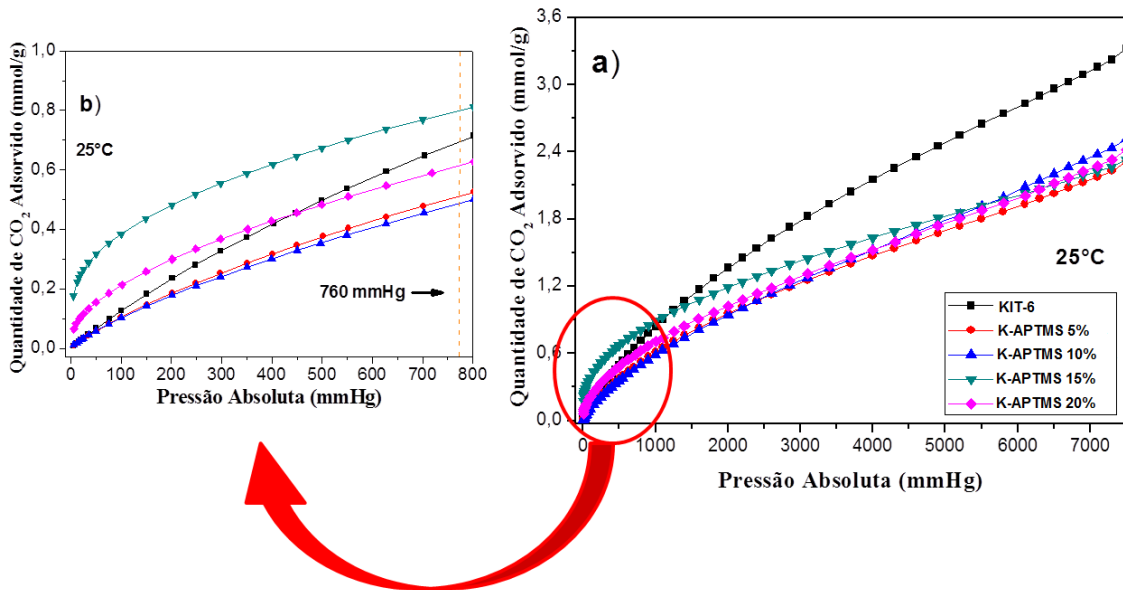 b)
25°C
760 mmHg
1,0
0,8
0,6
0,4
0,2
0,0
0 100 200 300 400 500 600 700 800
Quantidade de CO2 Adsorvido (mmol/g)
Pressão Absoluta (mmHg)
a)
25°C
3,6
3,0
2,4
1,8
1,2
0,6
0,0
0 1000 2000 3000 4000 5000 6000 7000
Quantidade de CO2 Adsorvido (mmol/g)
Pressão Absoluta (mmHg)
KIT-6
K-APTMS 5%
K-APTMS 10%
K-APTMS 15%
K-APTMS 20%